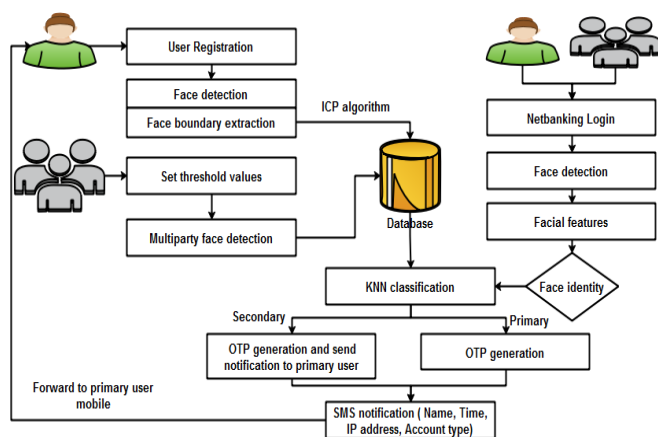 User Registration
Face detection
Face boundary extraction
ICP algorithm
Set threshold values
Multiparty face detection
Database
Netbanking Login
Face detection
Facial features
Face identity
KNN classification
Secondary
Primary
OTP generation and send
notification to primary user
OTP generation
Forward to primary user
mobile
SMS notification ( Name, Time,
IP address, Account type)